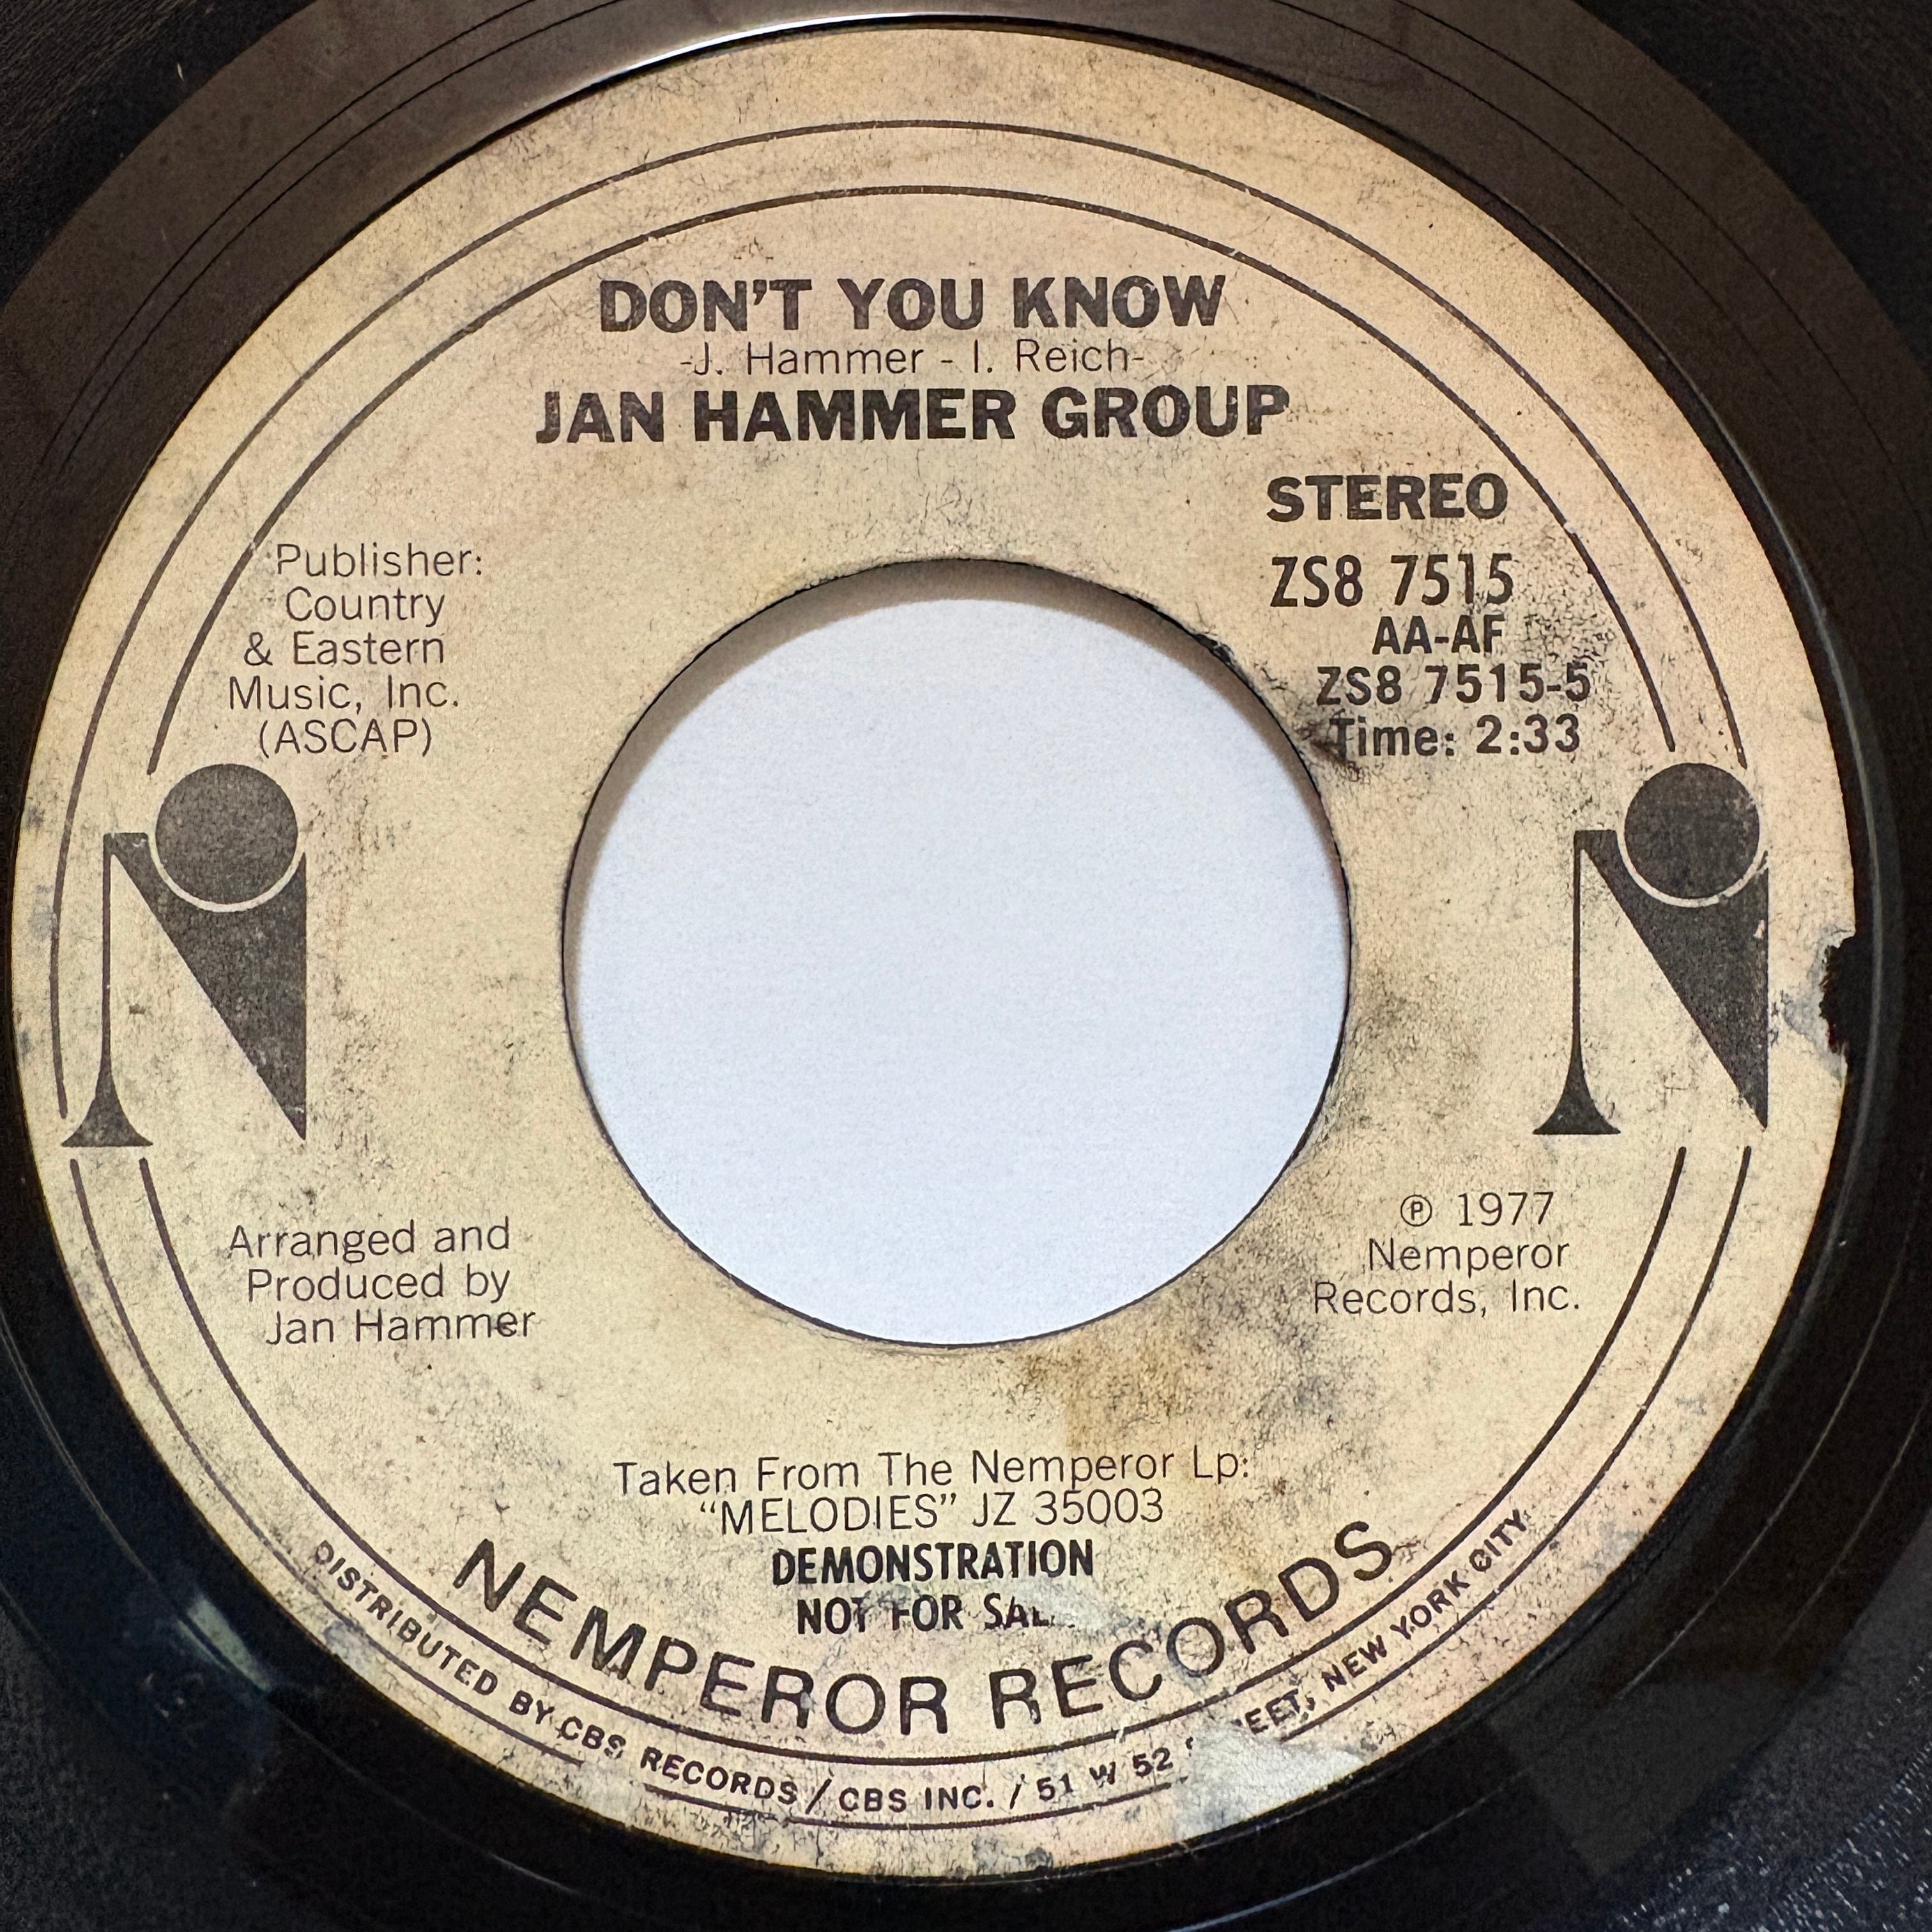 DON'T YOU KNOW
-J. Hammer - I. Reich-
JAN HAMMER GROUP
STEREO
ZS8 7515
AA-AF
ZS8 7515-5
Time: 2:33
Publisher:
Country
& Eastern
Music, Inc.
(ASCAP)
Arranged and
Produced by
Jan Hammer
℗ 1977
Nemperor
Records, Inc.
Taken From The Nemperor Lp:
"MELODIES" JZ 35003
DEMONSTRATION
NOT FOR SAL
NEMPEROR RECORDS
DISTRIBUTED BY CBS RECORDS / CBS INC. / 51 W 52 EET, NEW YORK CITY